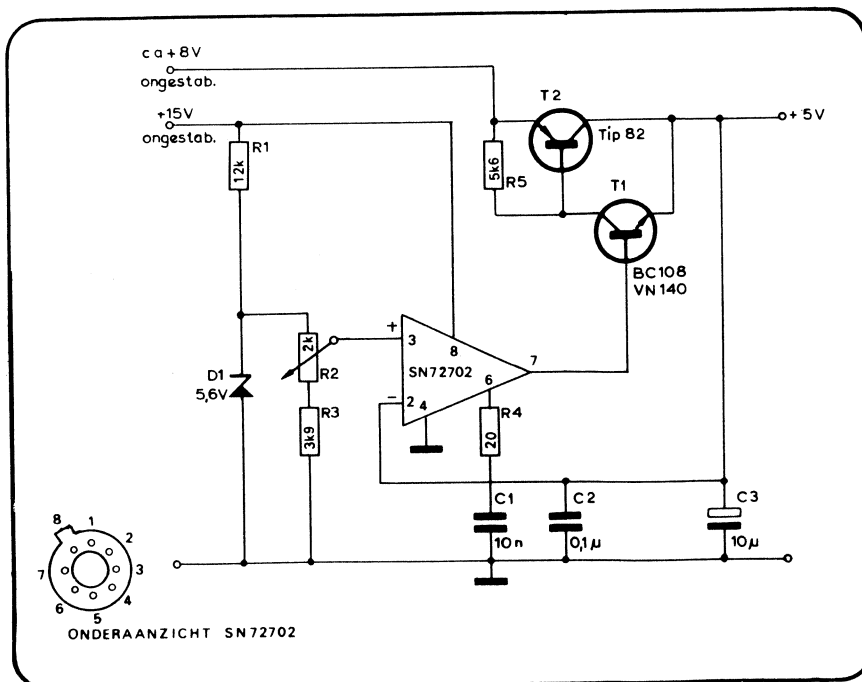 ca+8V
ongestab.
+15V
ongestab.
R1
12k
T2
Tip 82
+5V
5k6
R5
T1
BC108
VN140
D1
5,6V
2k
R2
3k9
R3
+
3
8
SN72702
7
6
−
2
4
R4
20
C1
10n
C2
0,1µ
C3
10µ
8
1
2
7
3
6
4
5
ONDERAANZICHT SN72702